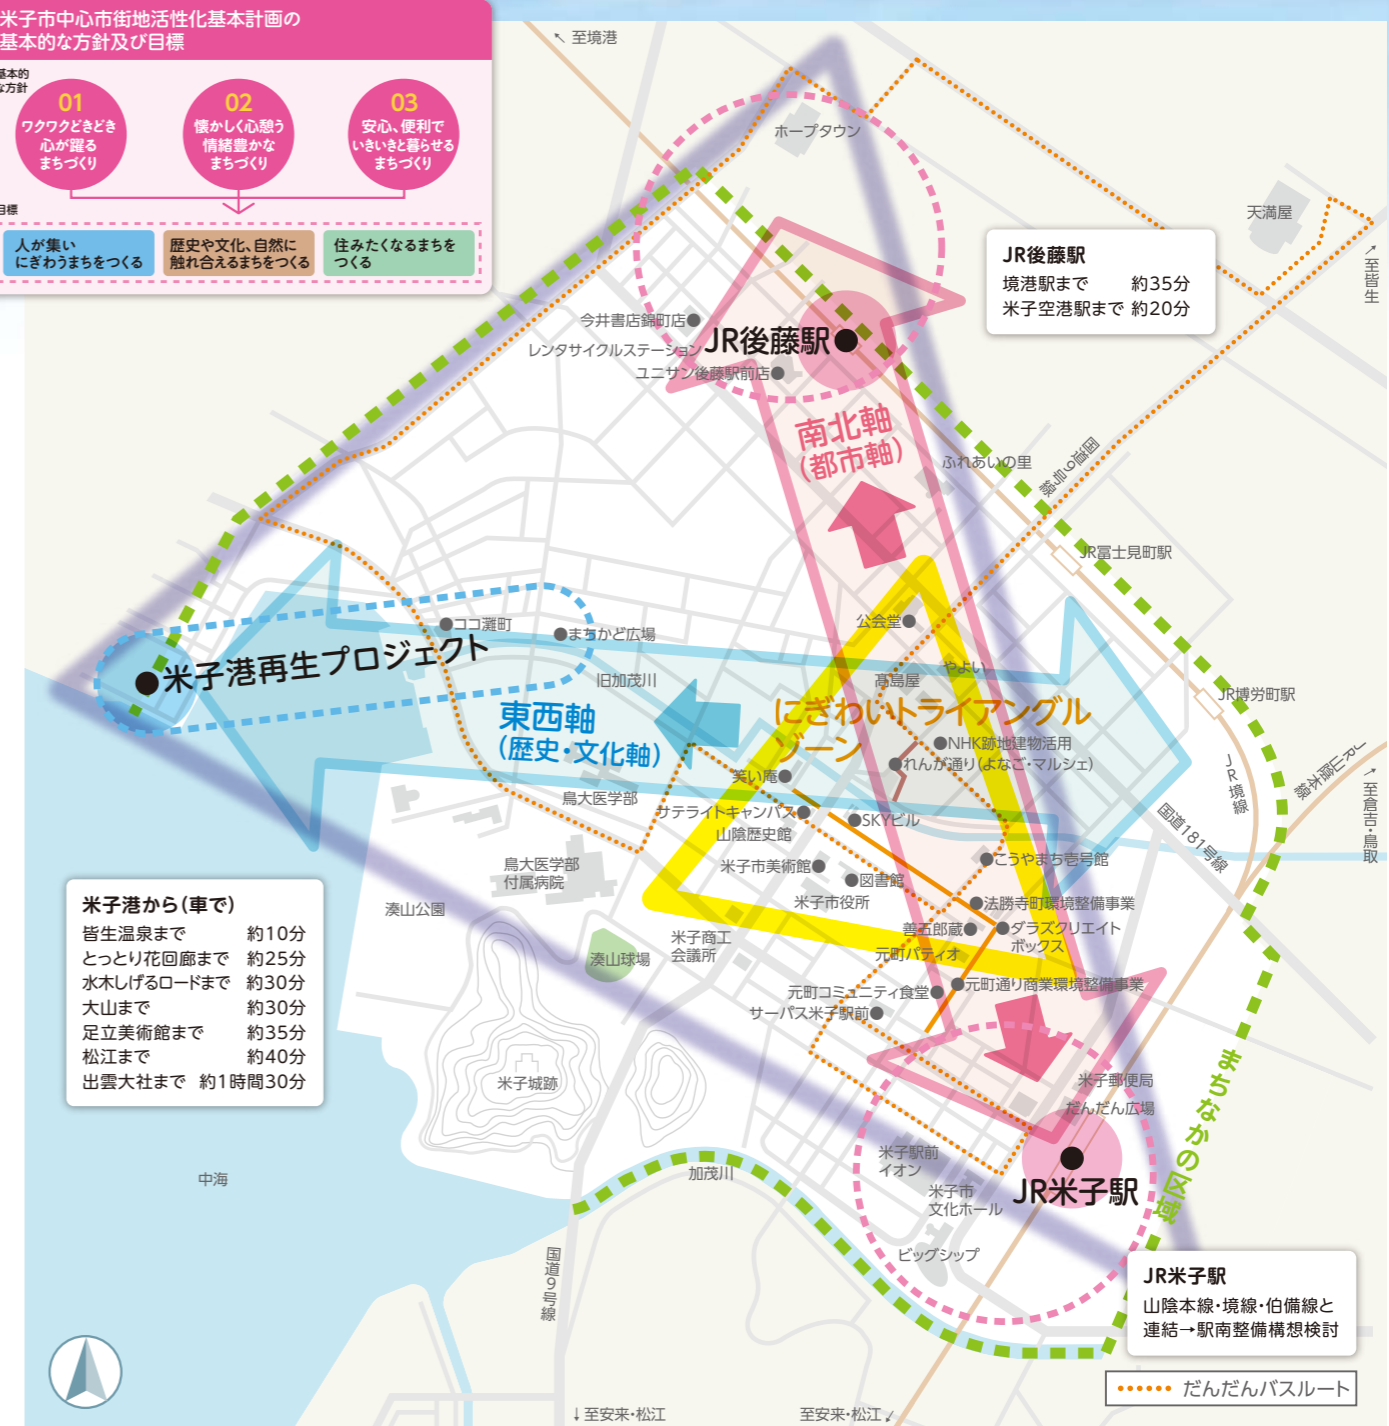 米子市中心市街地活性化基本計画の
基本的な方針及び目標
基本的
な方針
01
ワクワクどきどき
心が躍る
まちづくり
02
懐かしく心憩う
情緒豊かな
まちづくり
03
安心、便利で
いきいきと暮らせる
まちづくり
目標
人が集い
にぎわうまちをつくる
歴史や文化、自然に
触れ合えるまちをつくる
住みたくなるまちを
つくる
↖ 至境港
ホープタウン
天満屋
↗至皆生
JR後藤駅
境港駅まで 約35分
米子空港駅まで 約20分
今井書店錦町店●
レンタサイクルステーション
JR後藤駅●
ユニサン後藤駅前店●
南北軸
(都市軸)
ふれあいの里
国道9号線
JR冨士見町駅
JR博労町駅
JR境線
JR山陰本線
↗至倉吉・鳥取
国道181号線
●ココ灘町
●まちかど広場
公会堂●
やよい
髙島屋
●米子港再生プロジェクト
旧加茂川
東西軸
(歴史・文化軸)
にぎわいトライアングル
ゾーン
●NHK跡地建物活用
●れんが通り(よなご・マルシェ)
笑い庵●
鳥大医学部
サテライトキャンパス●
●SKYビル
山陰歴史館
●こうやまち壱号館
鳥大医学部
付属病院
米子市美術館●
●図書館
米子市役所
●法勝寺町環境整備事業
湊山公園
善五郎蔵●
●ダラズクリエイト
ボックス
米子商工
会議所
元町パティオ
湊山球場
●元町通り商業環境整備事業
元町コミュニティ食堂●
サーパス米子駅前●
米子港から(車で)
皆生温泉まで 約10分
とっとり花回廊まで 約25分
水木しげるロードまで 約30分
大山まで 約30分
足立美術館まで 約35分
松江まで 約40分
出雲大社まで 約1時間30分
米子城跡
米子郵便局
だんだん広場
まちなかの区域
米子駅前
イオン
加茂川
中海
JR米子駅
米子市
文化ホール
ビッグシップ
国道9号線
JR米子駅
山陰本線・境線・伯備線と
連結→駅南整備構想検討
だんだんバスルート
↓至安来・松江
至安来・松江↙